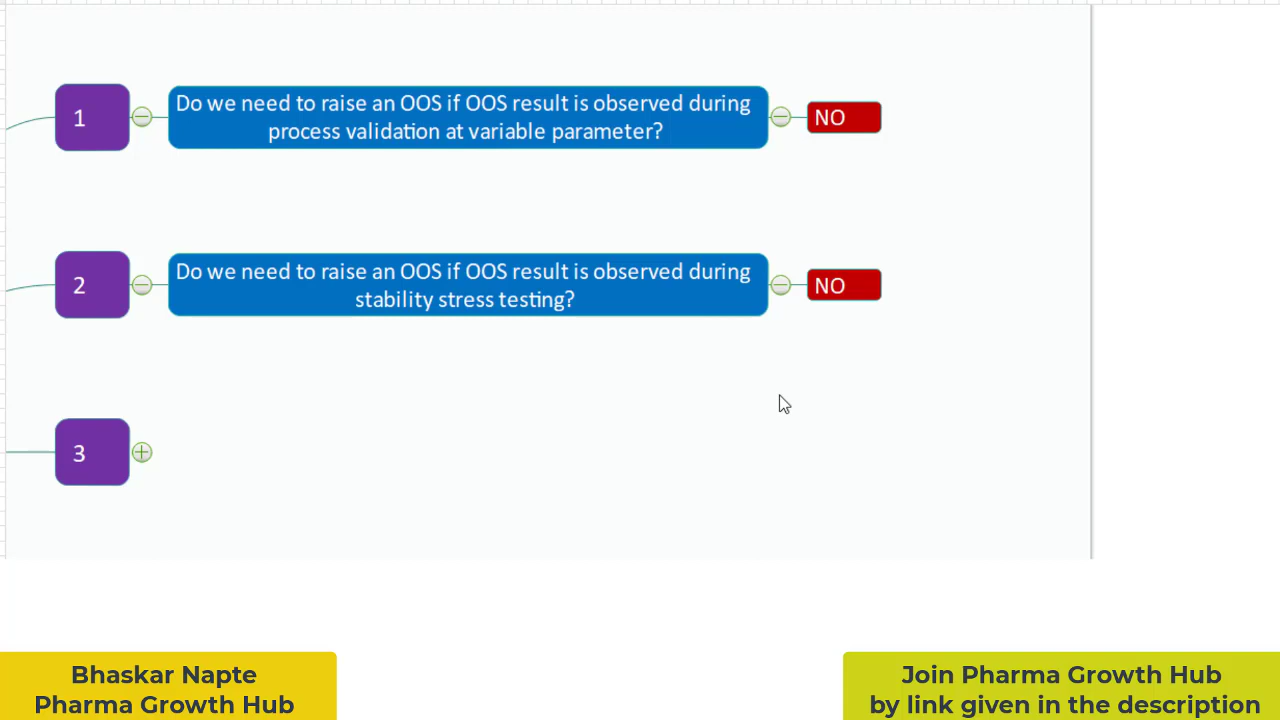 1
Do we need to raise an OOS if OOS result is observed during
process validation at variable parameter?
NO
2
Do we need to raise an OOS if OOS result is observed during
stability stress testing?
NO
3
Bhaskar Napte
Pharma Growth Hub
Join Pharma Growth Hub
by link given in the description